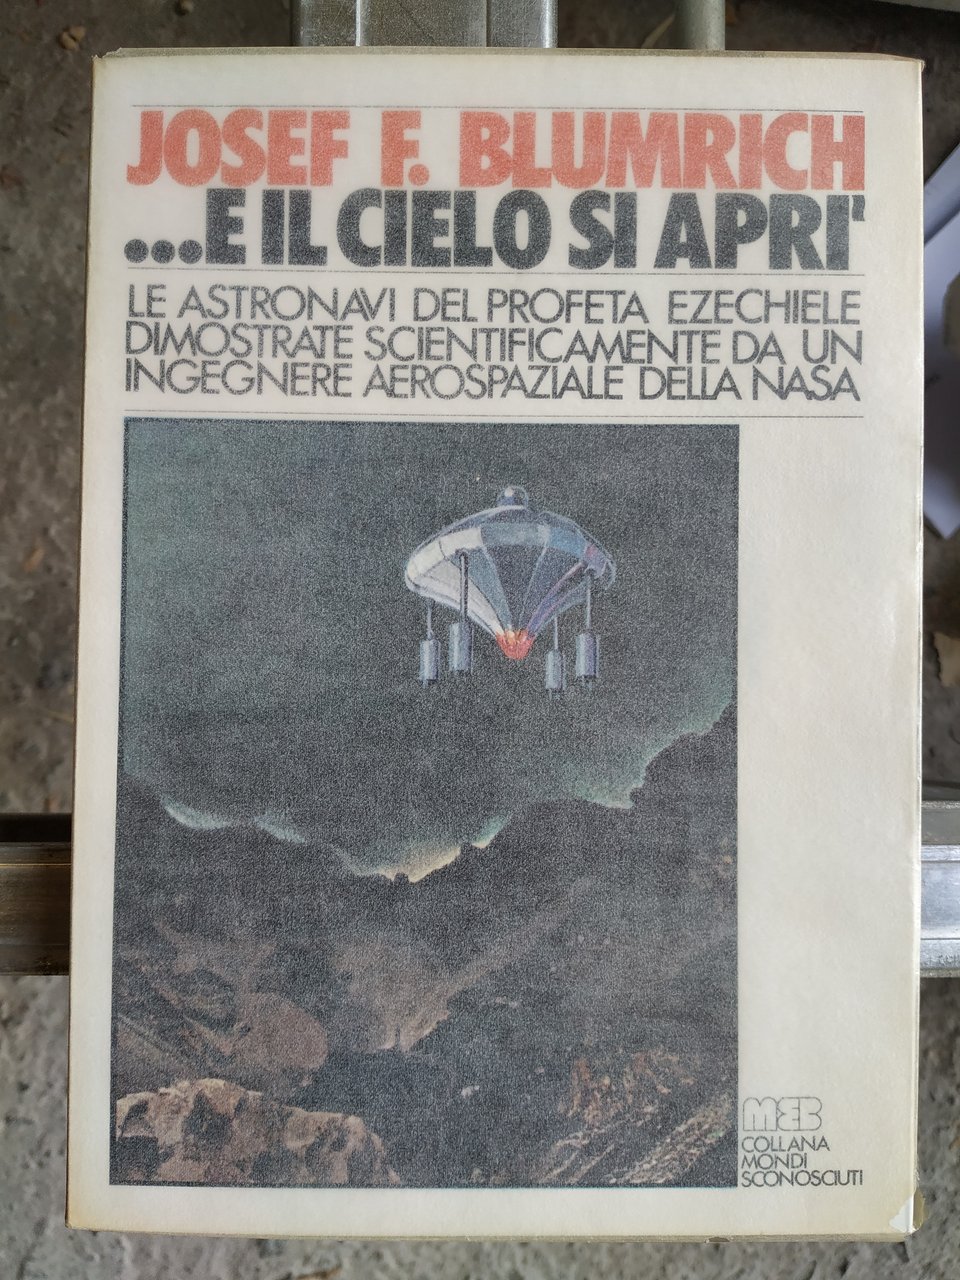 JOSEF F. BLUMRICH
...E IL CIELO SI APRI'
LE ASTRONAVI DEL PROFETA EZECHIELE
DIMOSTRATE SCIENTIFICAMENTE DA UN
INGEGNERE AEROSPAZIALE DELLA NASA
MEB
COLLANA
MONDI
SCONOSCIUTI